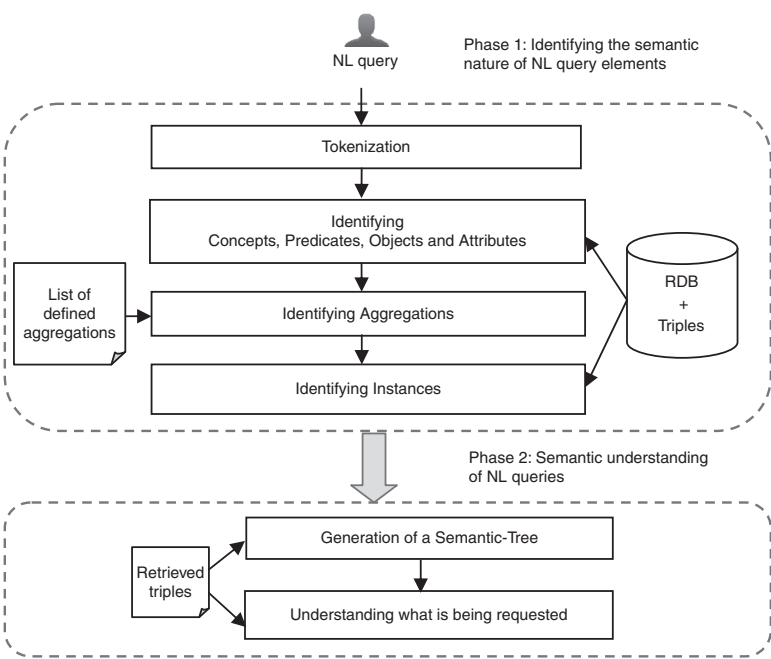 NL query
Phase 1: Identifying the semantic
nature of NL query elements
Tokenization
Identifying
Concepts, Predicates, Objects and Attributes
List of
defined
aggregations
Identifying Aggregations
RDB
+
Triples
Identifying Instances
Phase 2: Semantic understanding
of NL queries
Generation of a Semantic-Tree
Retrieved
triples
Understanding what is being requested